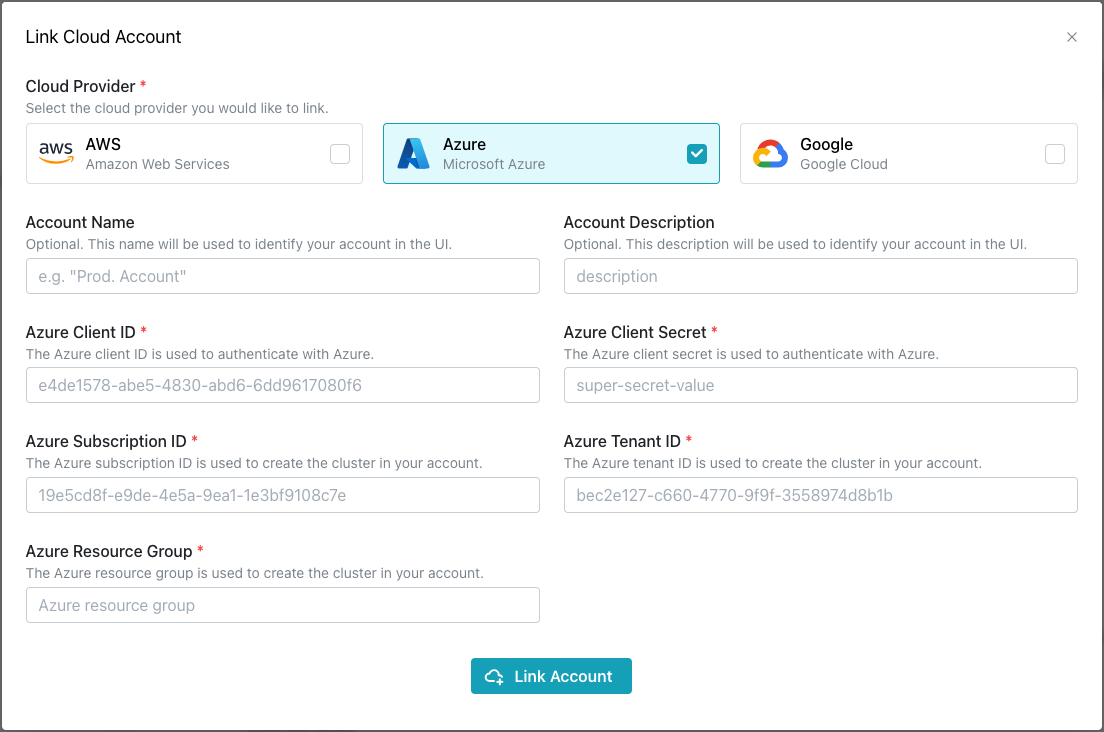 Link Cloud Account
Cloud Provider *
Select the cloud provider you would like to link.
aws AWS
Amazon Web Services
Azure
Microsoft Azure
Google
Google Cloud
Account Name
Optional. This name will be used to identify your account in the UI.
e.g. "Prod. Account"
Account Description
Optional. This description will be used to identify your account in the UI.
description
Azure Client ID *
The Azure client ID is used to authenticate with Azure.
e4de1578-abe5-4830-abd6-6dd9617080f6
Azure Client Secret *
The Azure client secret is used to authenticate with Azure.
super-secret-value
Azure Subscription ID *
The Azure subscription ID is used to create the cluster in your account.
19e5cd8f-e9de-4e5a-9ea1-1e3bf9108c7e
Azure Tenant ID *
The Azure tenant ID is used to create the cluster in your account.
bec2e127-c660-4770-9f9f-3558974d8b1b
Azure Resource Group *
The Azure resource group is used to create the cluster in your account.
Azure resource group
Link Account